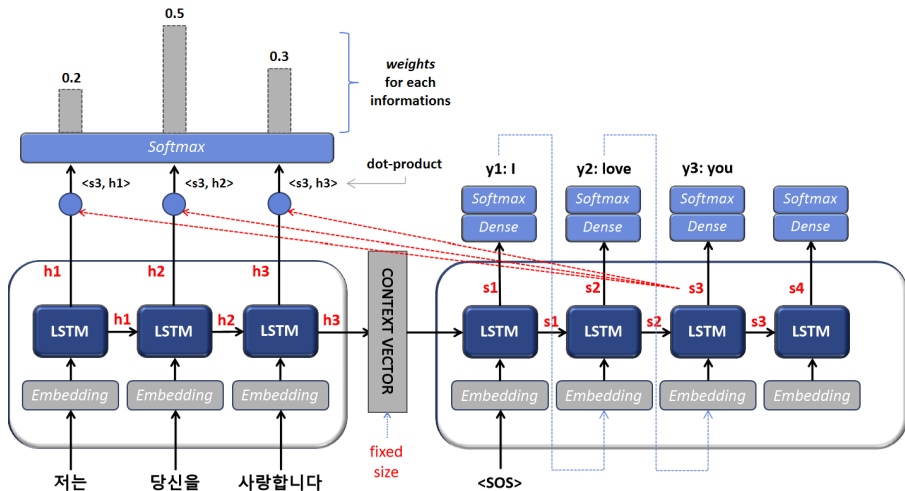 0.5
0.2
0.3
weights
for each
informations
Softmax
dot-product
<s3, h1>
<s3, h2>
<s3, h3>
y1: I
y2: love
y3: you
Softmax
Softmax
Softmax
Softmax
Dense
Dense
Dense
Dense
h1
h2
h3
s1
s2
s3
s4
LSTM
h1
LSTM
h2
LSTM
h3
CONTEXT VECTOR
LSTM
s1
LSTM
s2
LSTM
s3
LSTM
Embedding
Embedding
Embedding
Embedding
Embedding
Embedding
Embedding
fixed
size
저는
당신을
사랑합니다
<SOS>